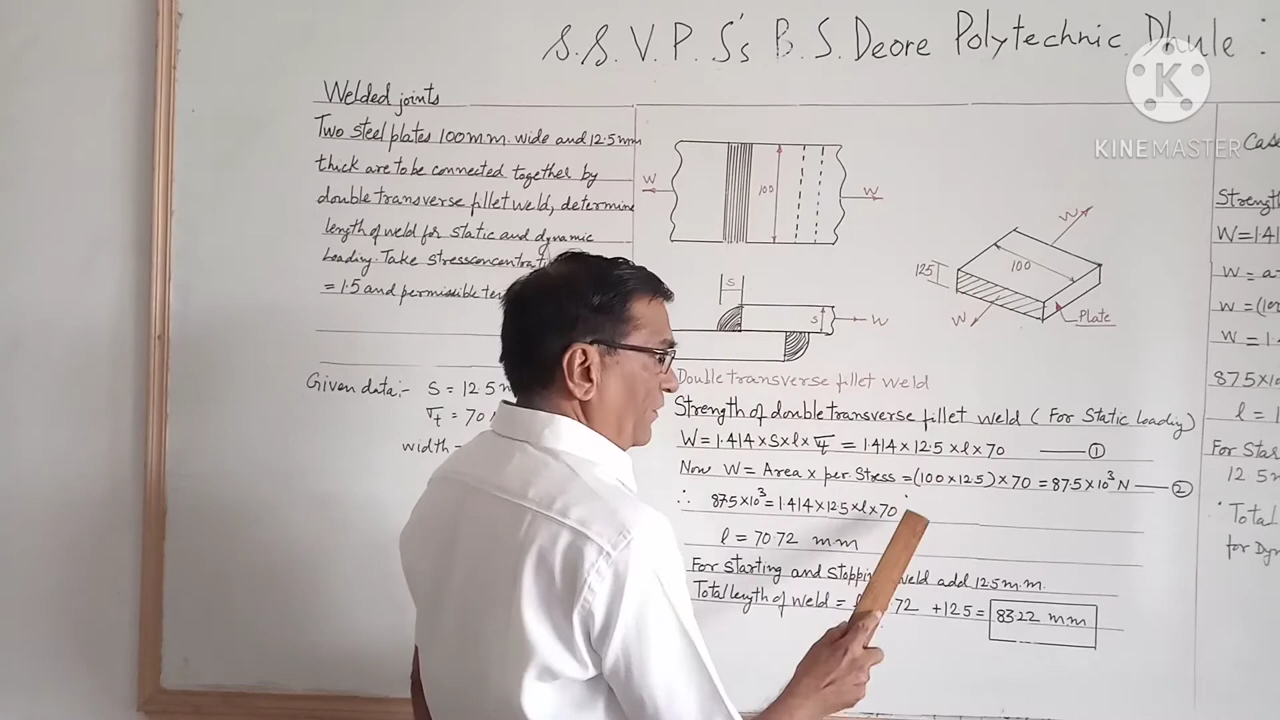 S.S.V.P.S's B.S. Deore Polytechnic Dhule :
K
KINEMASTER
Welded joints
Two steel plates 100 m.m. wide and 12.5 mm
thick are to be connected together by
double transverse fillet weld, determine
length of weld for static and dynamic
loading. Take stress concentrati
= 1.5 and permissible te
Given data:- S = 12.5 m
σt = 70
width -
W
100
W
S
S
W
W
100
125
W
Plate
Double transverse fillet weld
Strength of double transverse fillet weld ( For Static Loading)
W = 1.414 x S x l x σt = 1.414 x 12.5 x l x 70 — ①
Now W = Area x per Stress = (100 x 12.5) x 70 = 87.5 x 10³ N — ②
∴ 87.5 x 10³ = 1.414 x 12.5 x l x 70
l = 70.72 mm
For starting and stoppin weld add 12.5 m.m.
Total length of weld = 72 + 12.5 = 83.22 m.m
Case
Strength
W = 1.41
W = a
W = (10
W = 1.
87.5 x 10
l = 1
For Star
12.5 m
Total
for Dyn